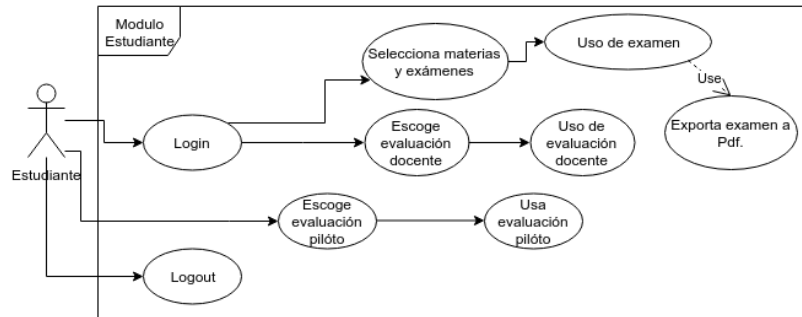 Modulo
Estudiante
Selecciona materias
y exámenes
Uso de examen
Use
Exporta examen a
Pdf.
Estudiante
Login
Escoge
evaluación
docente
Uso de
evaluación
docente
Escoge
evaluación
pilóto
Usa
evaluación
pilóto
Logout